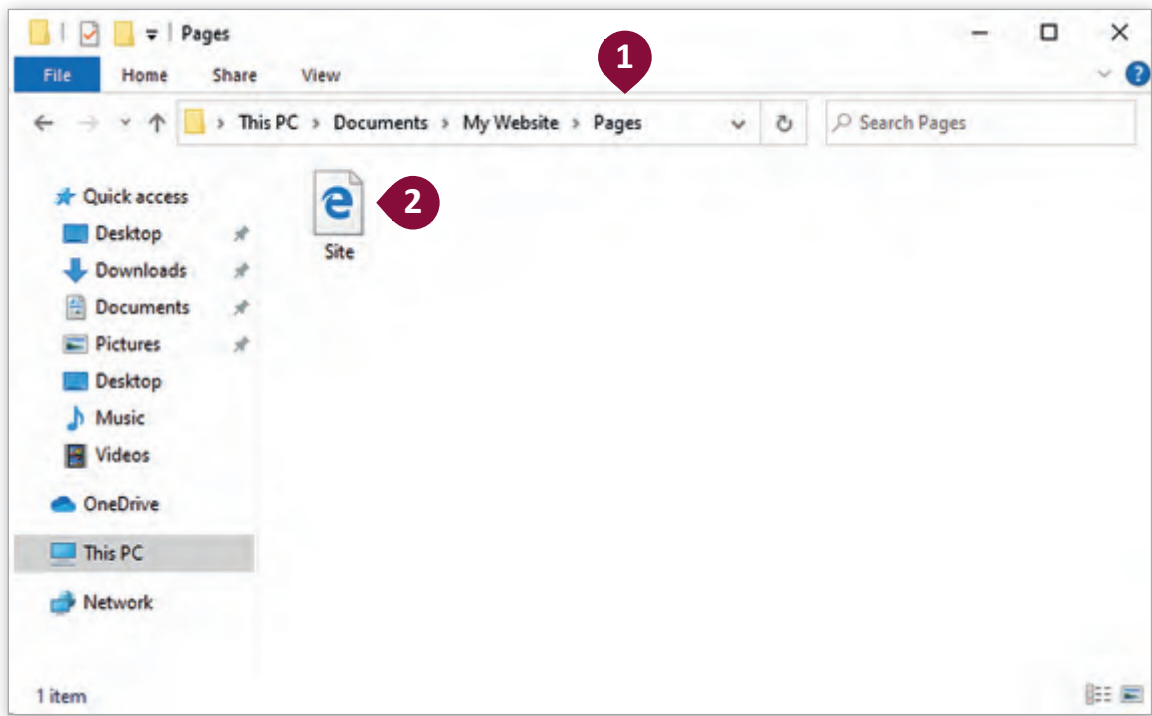 Pages
1
File Home Share View
?
This PC > Documents > My Website > Pages
Search Pages
Quick access
2
Desktop
Site
Downloads
Documents
Pictures
Desktop
Music
Videos
OneDrive
This PC
Network
1 item